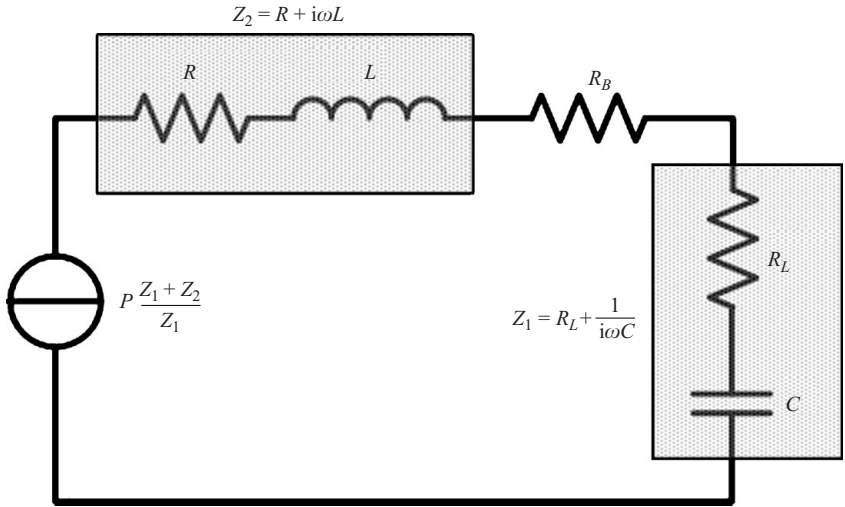 Z₂ = R + iωL
R
L
R_B
R_L
P (Z₁ + Z₂)/Z₁
Z₁ = R_L + 1/(iωC)
C